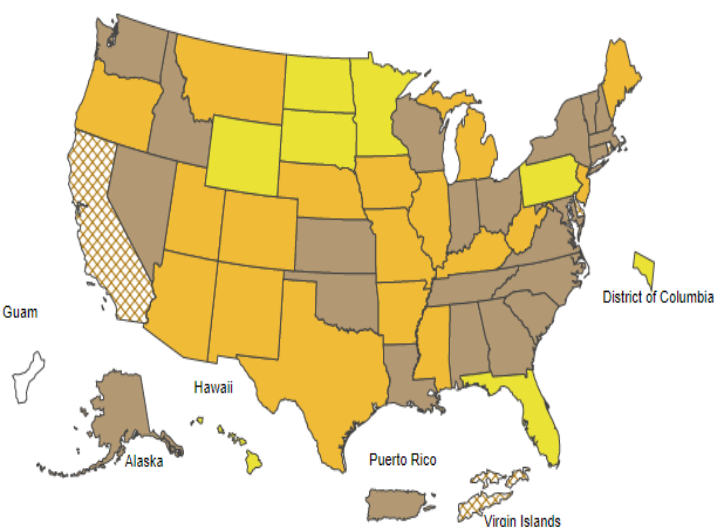 District of Columbia
Guam
Hawaii
Alaska
Puerto Rico
Virgin Islands